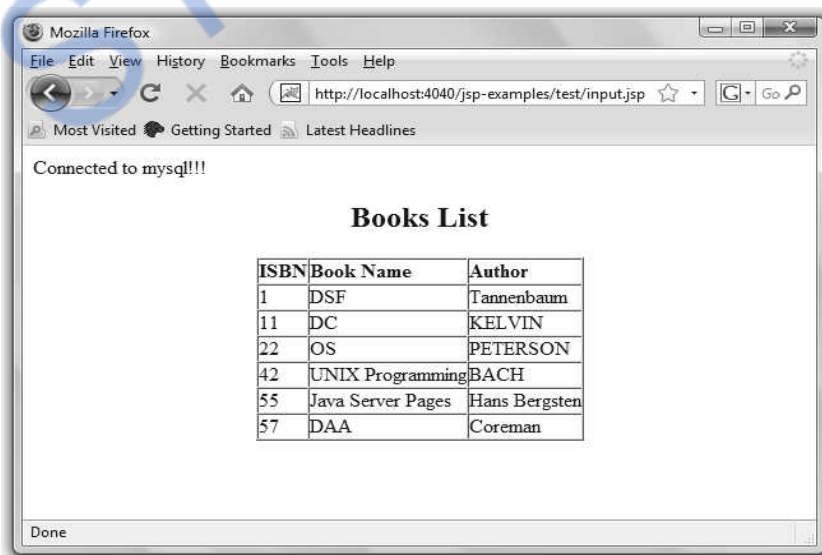 Mozilla Firefox
File Edit View History Bookmarks Tools Help
http://localhost:4040/jsp-examples/test/input.jsp G Go
Most Visited Getting Started Latest Headlines
Connected to mysql!!!
Books List
ISBN Book Name Author
1 DSF Tannenbaum
11 DC KELVIN
22 OS PETERSON
42 UNIX Programming BACH
55 Java Server Pages Hans Bergsten
57 DAA Coreman
Done